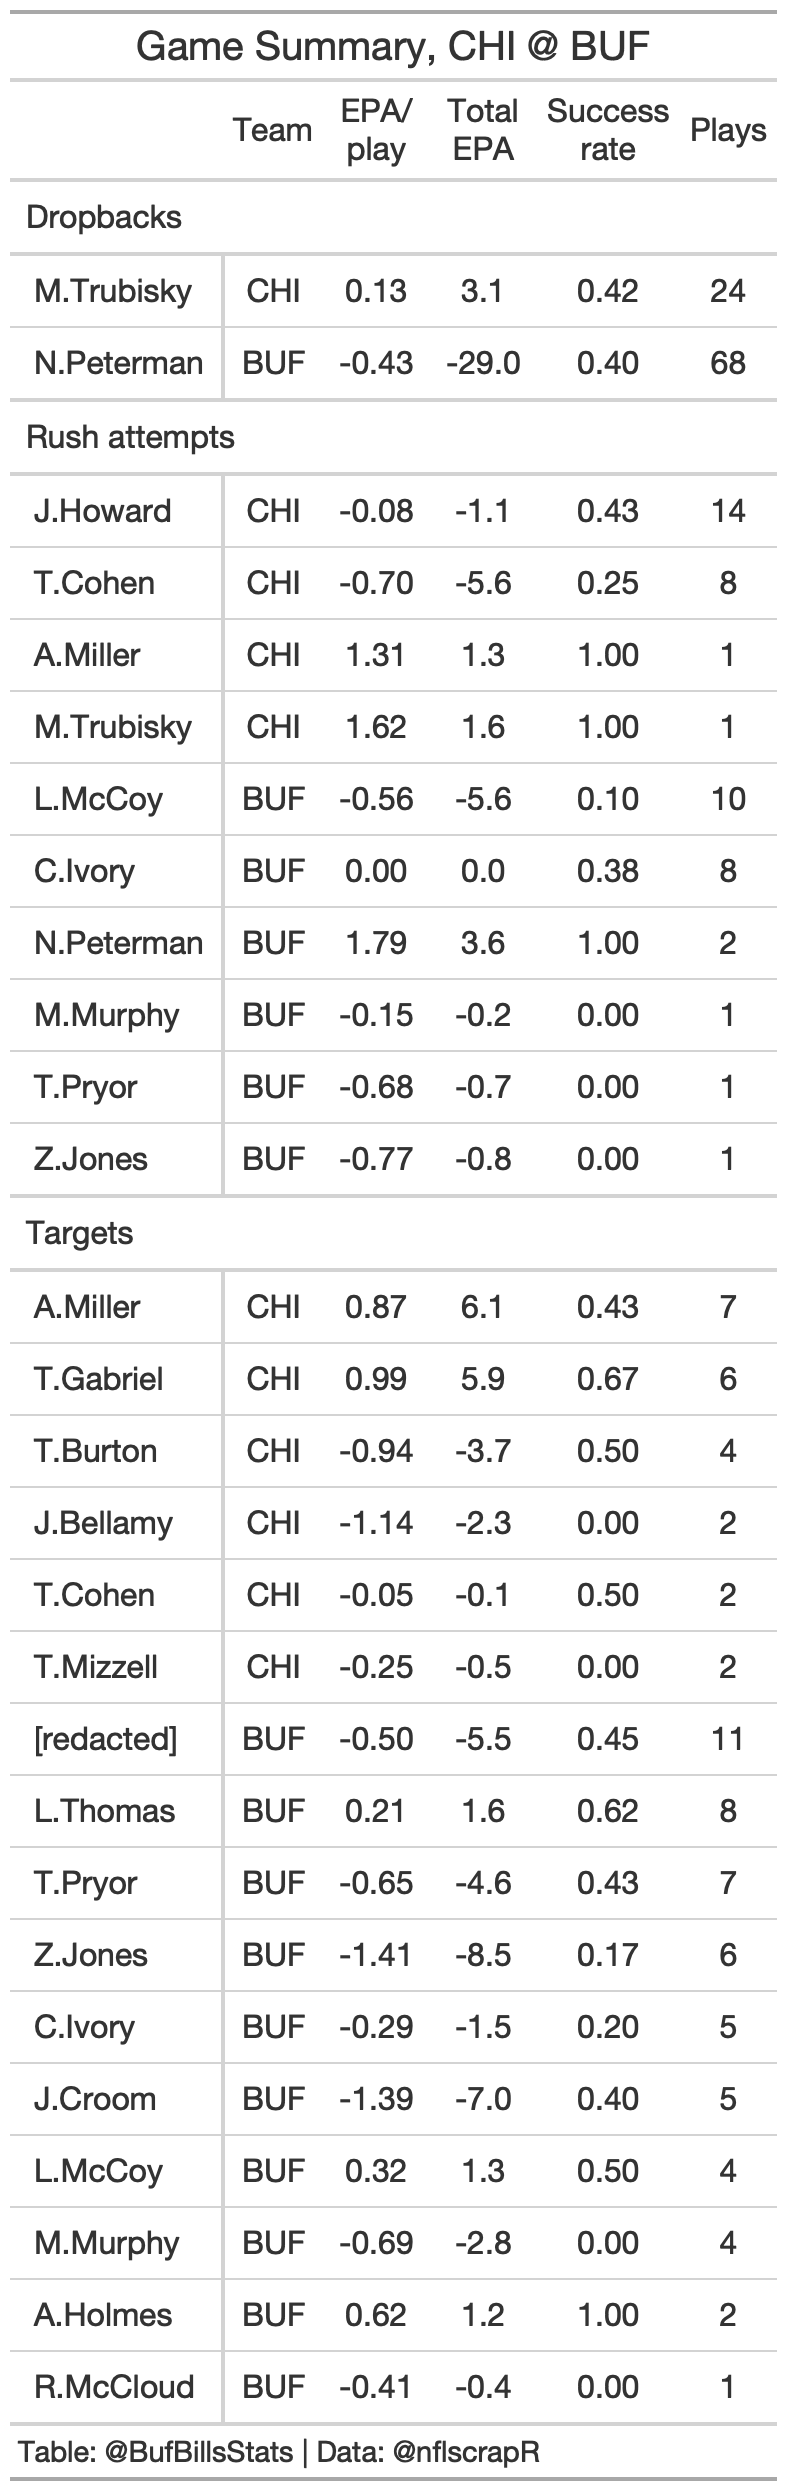 Game Summary, CHI @ BUF
Team EPA/ play Total EPA Success rate Plays
Dropbacks
M.Trubisky CHI 0.13 3.1 0.42 24
N.Peterman BUF -0.43 -29.0 0.40 68
Rush attempts
J.Howard CHI -0.08 -1.1 0.43 14
T.Cohen CHI -0.70 -5.6 0.25 8
A.Miller CHI 1.31 1.3 1.00 1
M.Trubisky CHI 1.62 1.6 1.00 1
L.McCoy BUF -0.56 -5.6 0.10 10
C.Ivory BUF 0.00 0.0 0.38 8
N.Peterman BUF 1.79 3.6 1.00 2
M.Murphy BUF -0.15 -0.2 0.00 1
T.Pryor BUF -0.68 -0.7 0.00 1
Z.Jones BUF -0.77 -0.8 0.00 1
Targets
A.Miller CHI 0.87 6.1 0.43 7
T.Gabriel CHI 0.99 5.9 0.67 6
T.Burton CHI -0.94 -3.7 0.50 4
J.Bellamy CHI -1.14 -2.3 0.00 2
T.Cohen CHI -0.05 -0.1 0.50 2
T.Mizzell CHI -0.25 -0.5 0.00 2
[redacted] BUF -0.50 -5.5 0.45 11
L.Thomas BUF 0.21 1.6 0.62 8
T.Pryor BUF -0.65 -4.6 0.43 7
Z.Jones BUF -1.41 -8.5 0.17 6
C.Ivory BUF -0.29 -1.5 0.20 5
J.Croom BUF -1.39 -7.0 0.40 5
L.McCoy BUF 0.32 1.3 0.50 4
M.Murphy BUF -0.69 -2.8 0.00 4
A.Holmes BUF 0.62 1.2 1.00 2
R.McCloud BUF -0.41 -0.4 0.00 1
Table: @BufBillsStats | Data: @nflscrapR